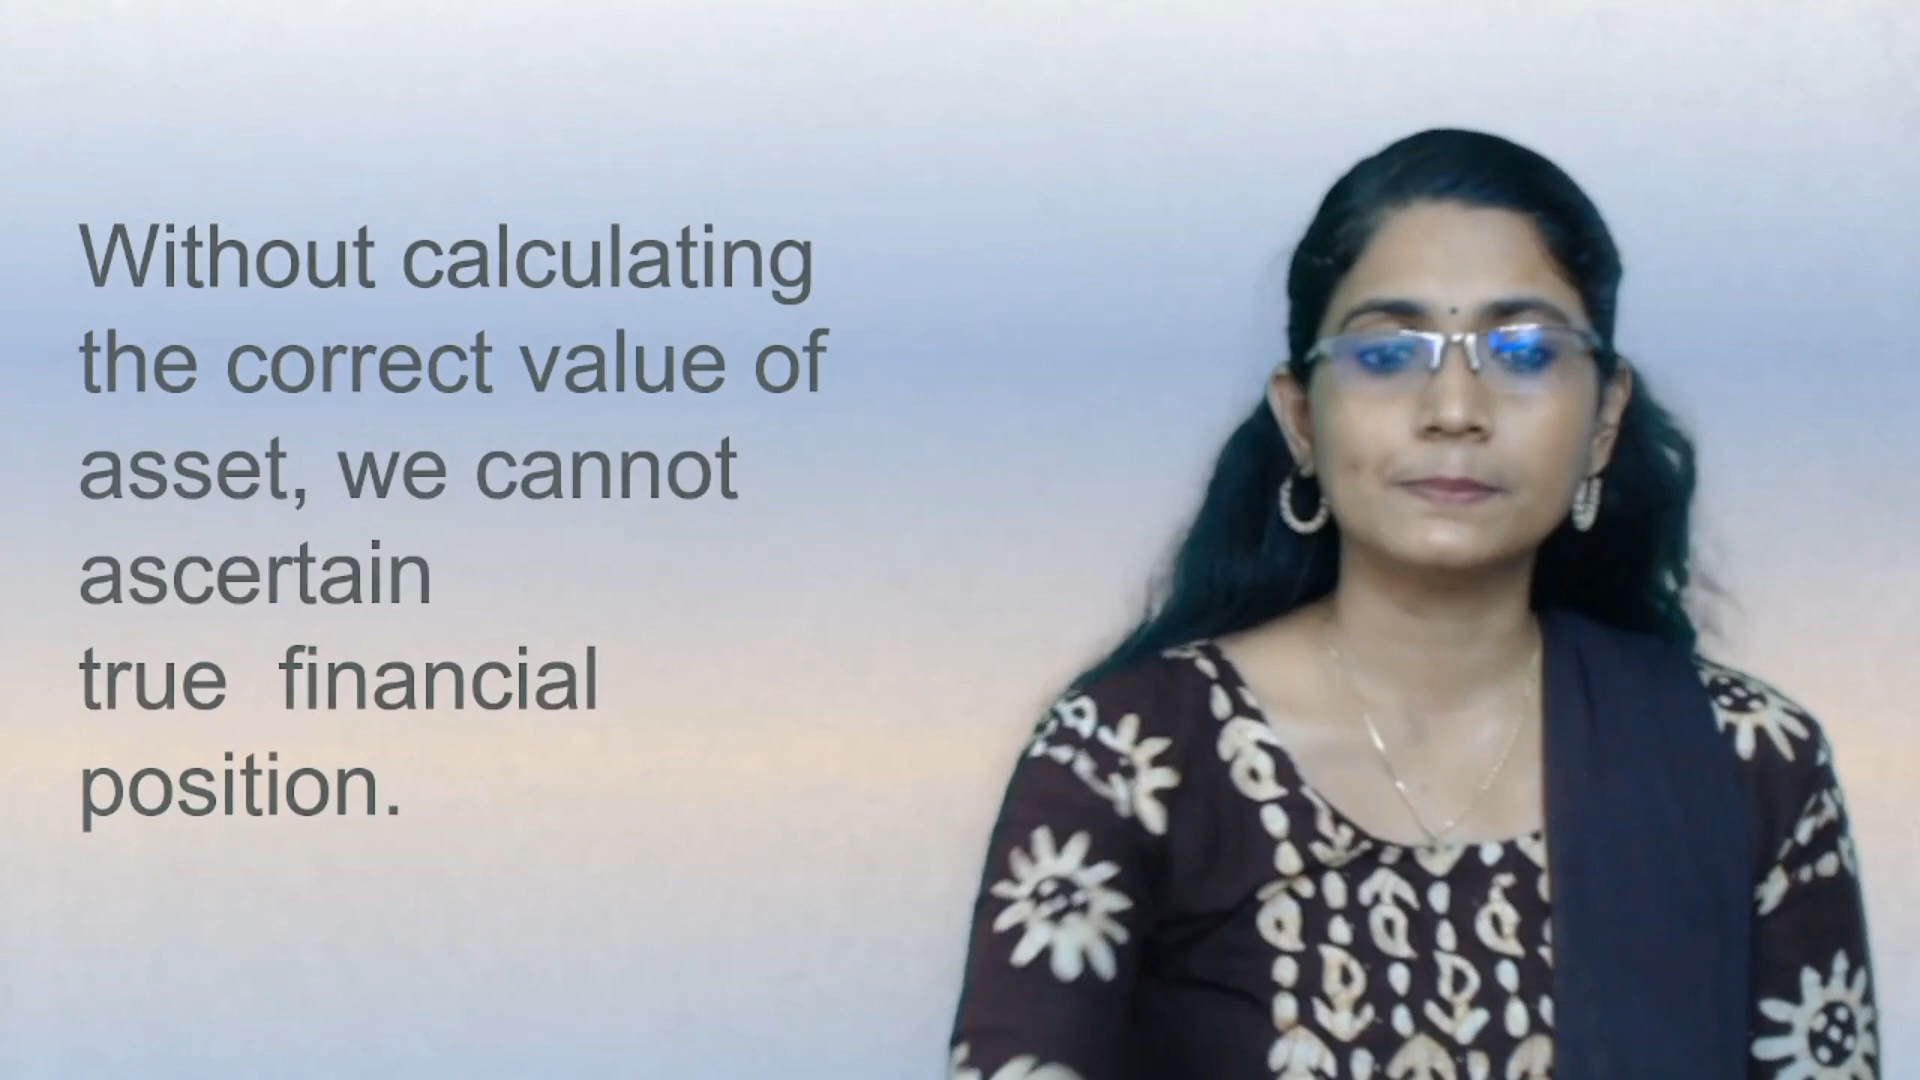 Without calculating
the correct value of
asset, we cannot
ascertain
true  financial
position.